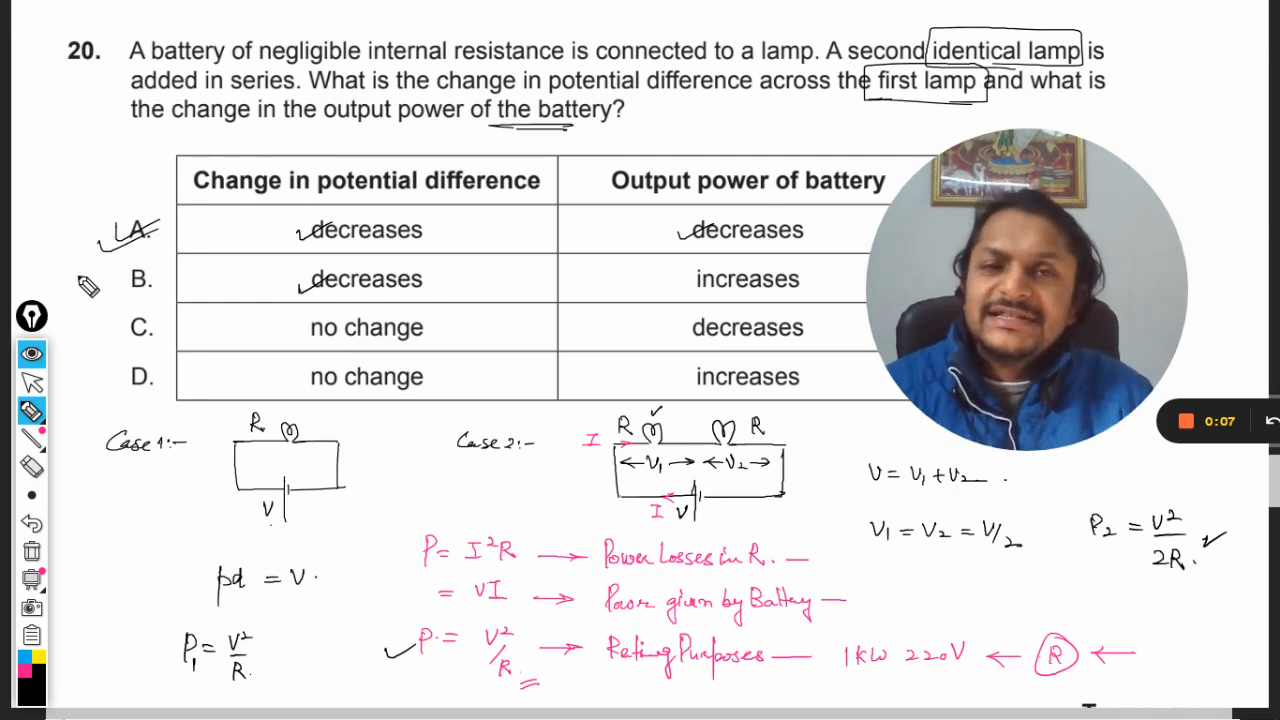 20. A battery of negligible internal resistance is connected to a lamp. A second identical lamp is
added in series. What is the change in potential difference across the first lamp and what is
the change in the output power of the battery?
Change in potential difference Output power of battery
A. decreases decreases
B. decreases increases
C. no change decreases
D. no change increases
Case 1:- R
V
pd = V.
P₁ = V²/R.
Case 2:- I R R
V₁ V₂
I V
V = V₁ + V₂
V₁ = V₂ = V/2
P₂ = V²/2R.
P = I²R → Power Losses in R. —
= VI → Power given by Battery —
P = V²/R. → Rating Purposes — 1kW 220V ← R ←
0:07